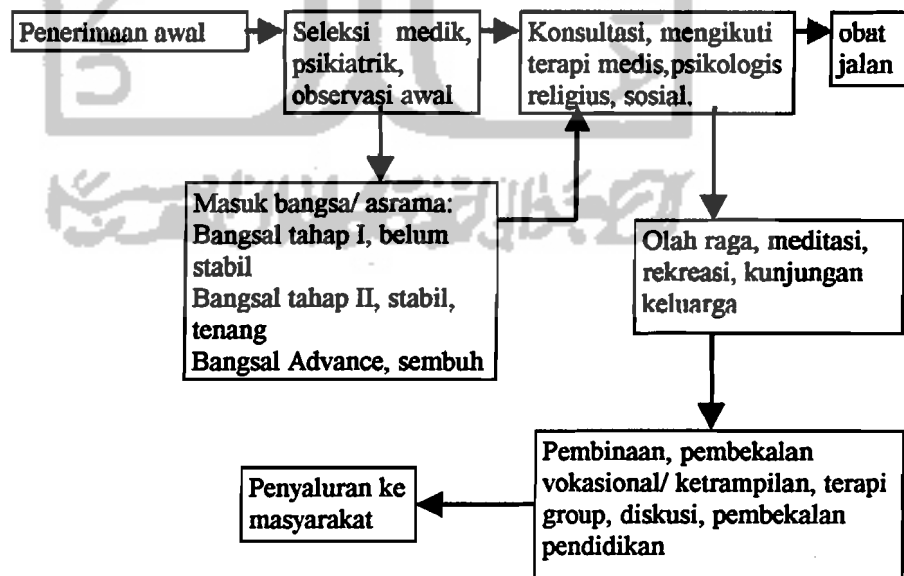 Penerimaan awal
Seleksi medik,
psikiatrik,
observasi awal
Konsultasi, mengikuti
terapi medis,psikologis
religius, sosial.
obat
jalan
Masuk bangsa/ asrama:
Bangsal tahap I, belum
stabil
Bangsal tahap II, stabil,
tenang
Bangsal Advance, sembuh
Olah raga, meditasi,
rekreasi, kunjungan
keluarga
Pembinaan, pembekalan
vokasional/ ketrampilan, terapi
group, diskusi, pembekalan
pendidikan
Penyaluran ke
masyarakat